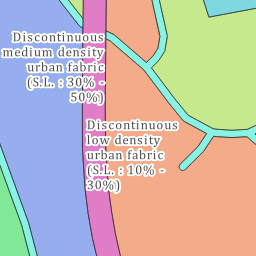 Discontinuous
medium density
urban fabric
(S.L. : 30% -
50%)
Discontinuous
low density
urban fabric
(S.L. : 10% -
30%)